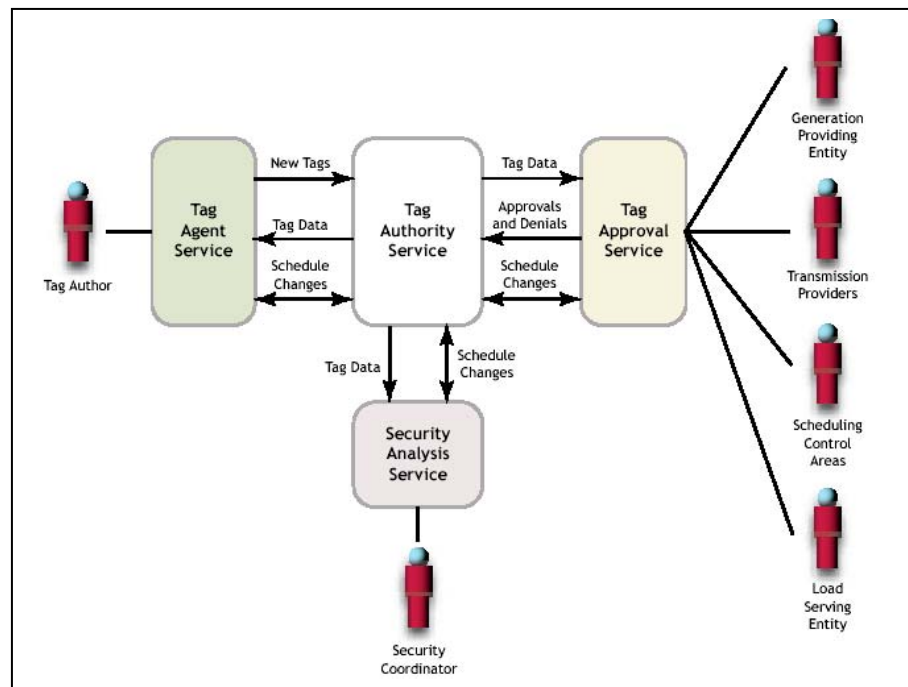 Tag Author
Tag
Agent
Service
New Tags
Tag Data
Schedule
Changes
Tag
Authority
Service
Tag Data
Approvals
and Denials
Schedule
Changes
Tag
Approval
Service
Tag Data
Schedule
Changes
Security
Analysis
Service
Security
Coordinator
Generation
Providing
Entity
Transmission
Providers
Scheduling
Control
Areas
Load
Serving
Entity